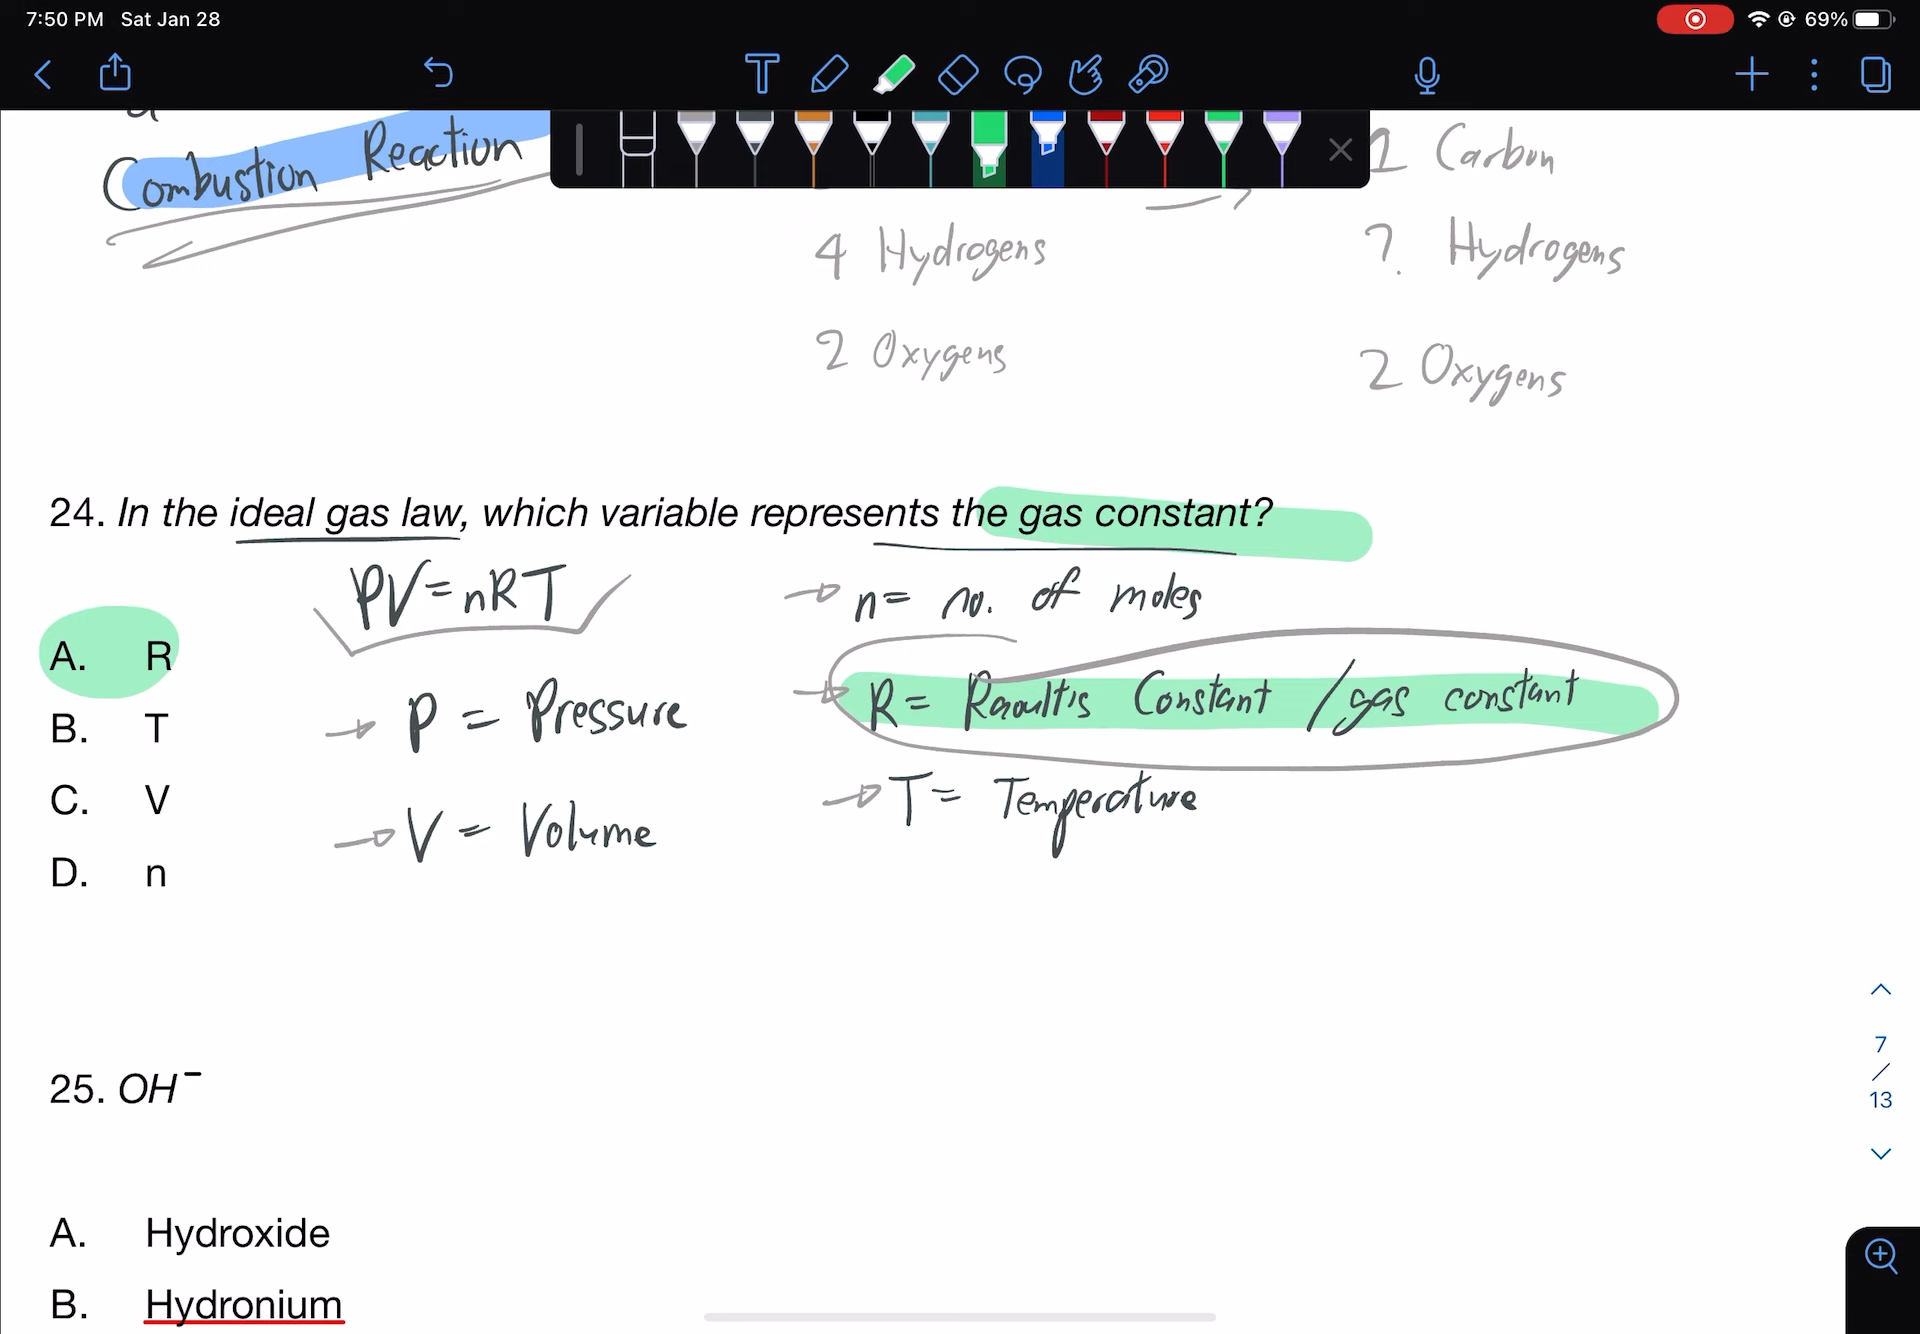 7:50 PM Sat Jan 28
69%
Combustion Reaction
1 Carbon
4 Hydrogens
? Hydrogens
2 Oxygens
2 Oxygens
24. In the ideal gas law, which variable represents the gas constant?
PV=nRT
n= no. of moles
A. R
R= Raoult's Constant / gas constant
B. T
P = Pressure
T= Temperature
C. V
V = Volume
D. n
7
/
13
25. OH⁻
A. Hydroxide
B. Hydronium